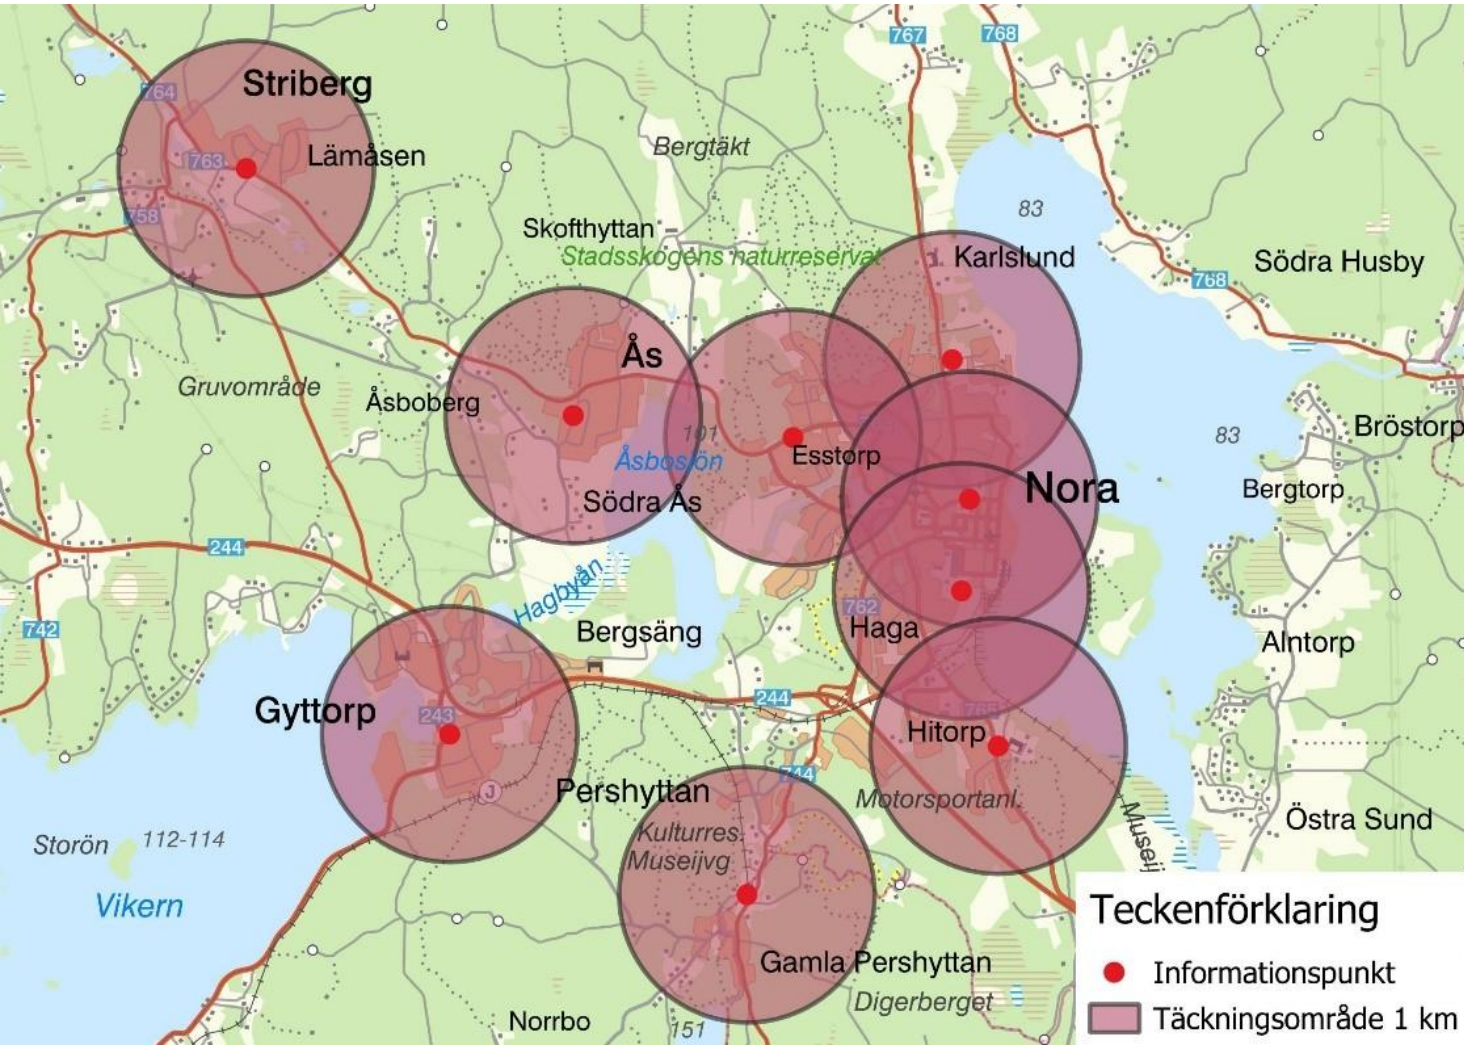 767
768
Striberg
764
Bergtäkt
Lämåsen
763
83
758
Skofthyttan
Stadsskogens naturreservat
Karlslund
Södra Husby
768
Ås
Gruvområde
Åsboberg
Bröstorp
101
83
Åsbosjön
Esstorp
Nora
Bergtorp
Södra Ås
244
Hagbyån
762
742
Bergsäng
Haga
Alntorp
244
Gyttorp
243
Hitorp
244
Pershyttan
Motorsportanl.
J
Kulturres.
Museijvg
Museij
Östra Sund
Storön
112-114
Vikern
Teckenförklaring
Gamla Pershyttan
Informationspunkt
Digerberget
Norrbo
151
Täckningsområde 1 km